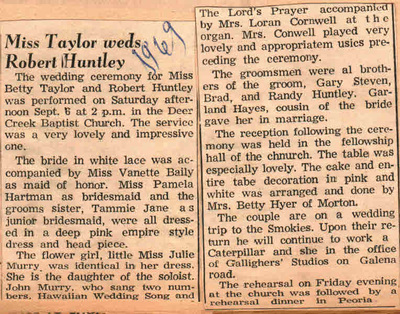 Miss Taylor weds
Robert Huntley
1969
The wedding ceremony for Miss
Betty Taylor and Robert Huntley
was performed on Saturday after-
noon Sept. 6 at 2 p.m. in the Deer
Creek Baptist Church. The service
was a very lovely and impressive
one.
The bride in white lace was ac-
companied by Miss Vanette Bally
as maid of honor. Miss Pamela
Hartman as bridesmaid and the
grooms sister, Tammie Jane as
junior bridesmaid, were all dress-
ed in a deep pink empire style
dress and head piece.
The flower girl, little Miss Julie
Murry was identical in her dress.
She is the daughter of the soloist.
John Murry, who sang two num-
bers, Hawaiian Wedding Song and
The Lord's Prayer accompanied
by Mrs. Loran Cornwell at the
organ. Mrs. Conwell played very
lovely and appropriatem usics pre-
ceding the ceremony.
The groomsmen were al broth-
ers of the groom, Gary Steven,
Brad, and Randy Huntley. Gar-
land Hayes, cousin of the bride
gave her in marriage.
The reception following the cere-
mony was held in the fellowship
hall of the chnurch. The table was
especially lovely. The cake and en-
tire tabe decoration in pink and
white was arranged and done by
Mrs. Betty Hyer of Morton.
The couple are on a wedding
trip to the Smokies. Upon their re-
turn he will continue to work a
Caterpillar and she in the office
of Gallighers' Studios on Galena
road.
The rehearsal on Friday evening
at the church was followed by a
rehearsal dinner in Peoria